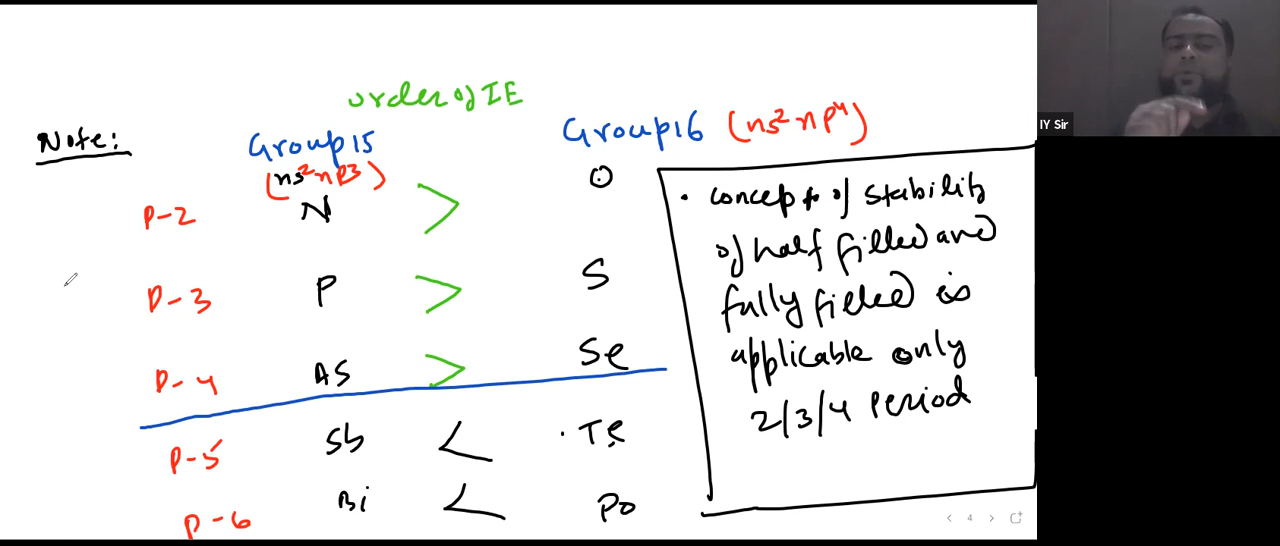 order of IE
Note:
Group 15
Group 16 (ns² np⁴)
(ns² np³)
P-2 N > O
P-3 P > S
P-4 AS > Se
P-5 Sb < Te
P-6 Bi < Po
• concept of stability
of half filled and
fully filled is
applicable only
2/3/4 Period
IY Sir
4